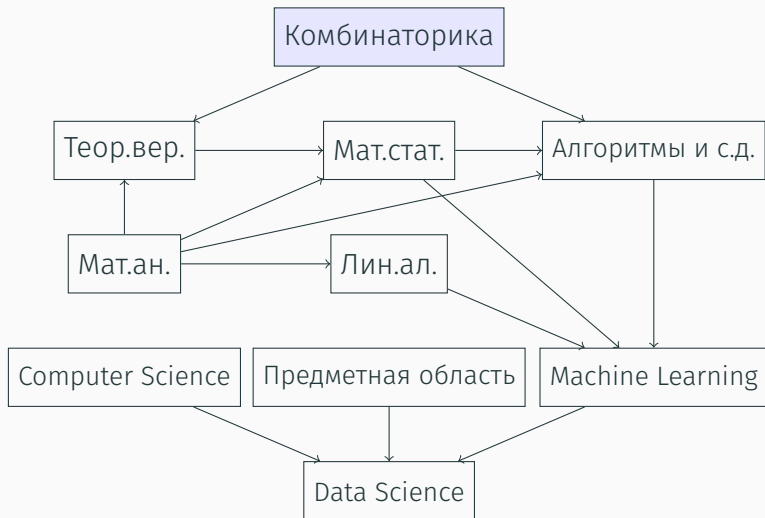 Комбинаторика
Теор.вер.
Мат.стат.
Алгоритмы и с.д.
Мат.ан.
Лин.ал.
Computer Science
Предметная область
Machine Learning
Data Science